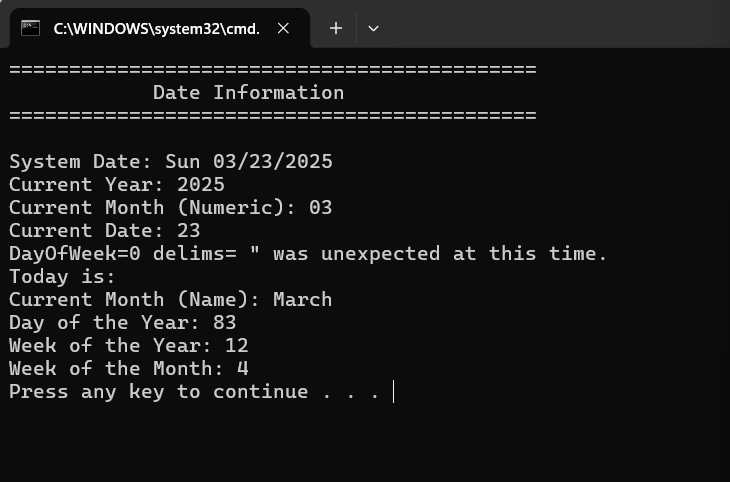 C:\WINDOWS\system32\cmd.
============================================
Date Information
============================================
System Date: Sun 03/23/2025
Current Year: 2025
Current Month (Numeric): 03
Current Date: 23
DayOfWeek=0 delims= " was unexpected at this time.
Today is:
Current Month (Name): March
Day of the Year: 83
Week of the Year: 12
Week of the Month: 4
Press any key to continue . . .